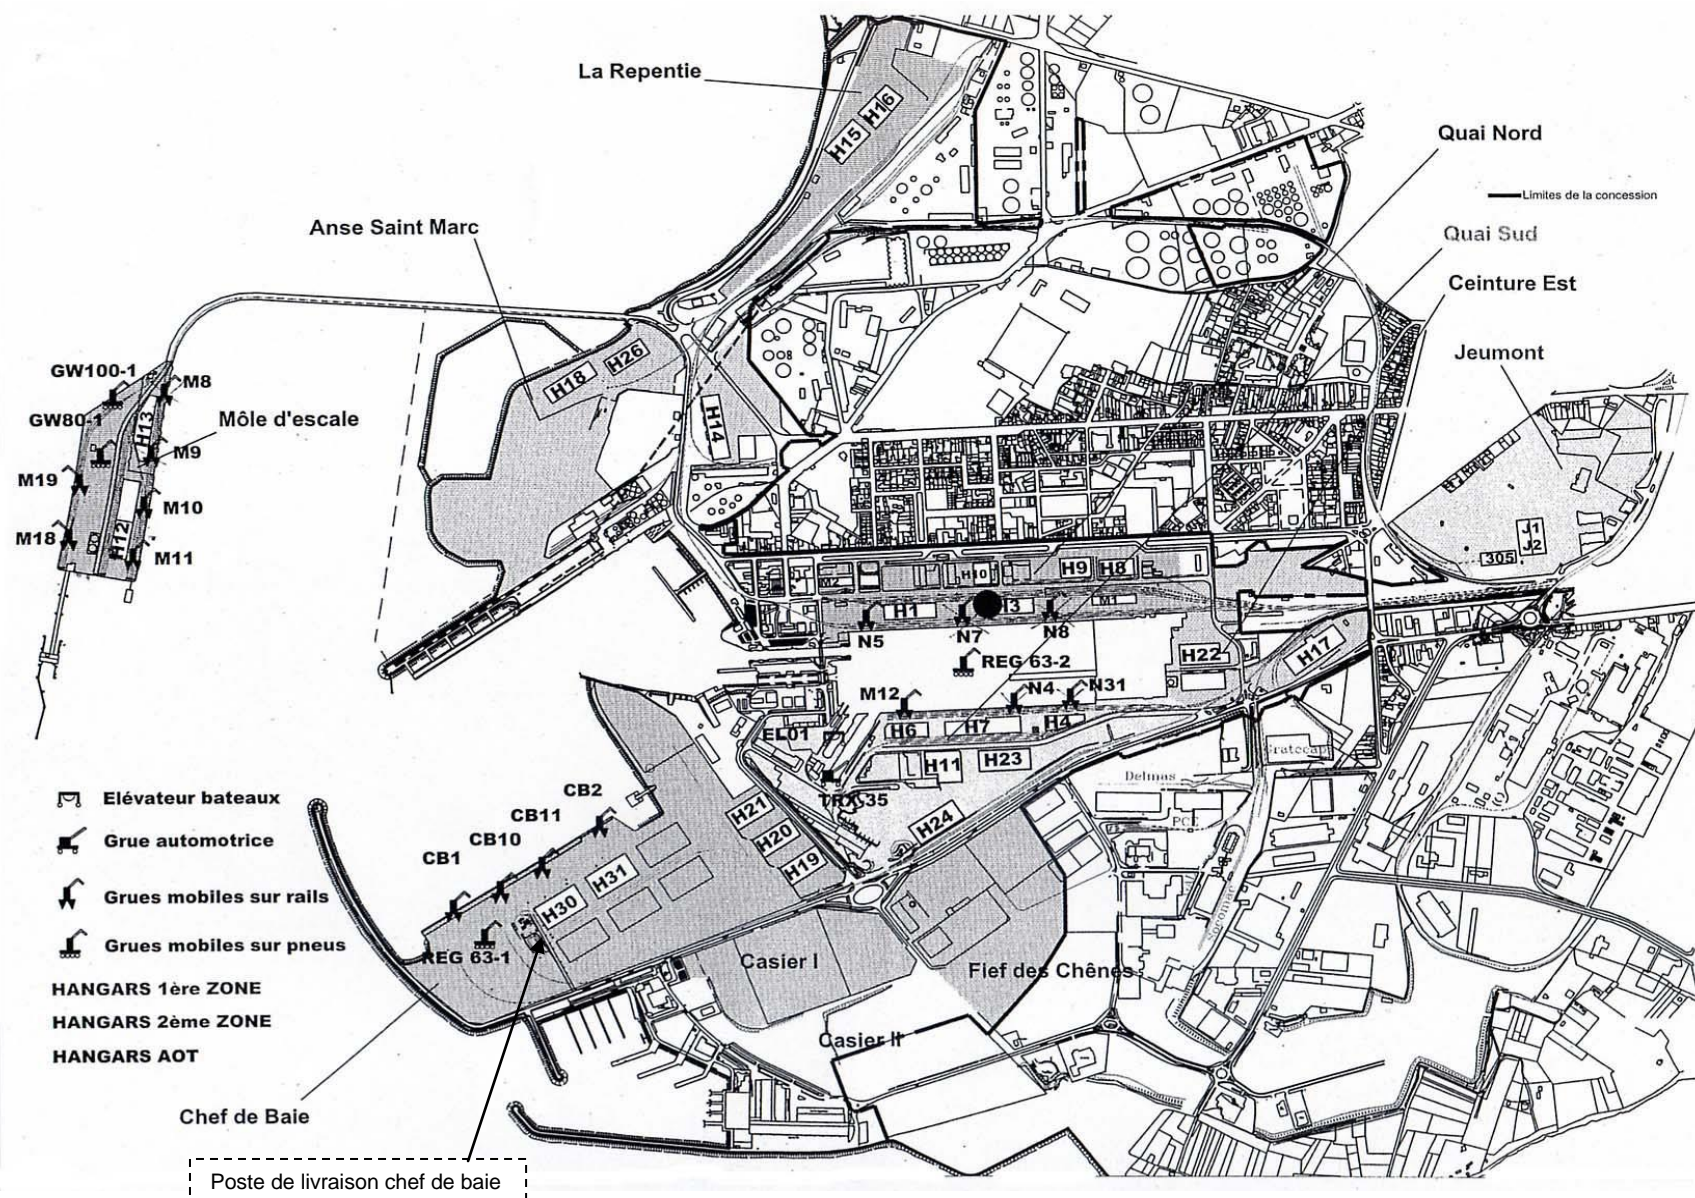 La Repentie
H16
H15
Quai Nord
Limites de la concession
Anse Saint Marc
Quai Sud
Ceinture Est
Jeumont
H26
H18
GW100-1
M8
GW80-1
H13
Môle d'escale
H14
M9
M19
M10
M18
H12
M11
J1
J2
305
H9
H8
H10
M2
H1
M1
N5
N7
N8
REG 63-2
H22
H17
M12
N4
N31
EL01
H6
H7
H4
H11
H23
Gratecap
Delmas
TRX 35
PCE
H24
H21
H20
H19
CB2
CB11
CB10
CB1
H31
H30
REG 63-1
Casier I
Fief des Chênes
Casier II
Elévateur bateaux
Grue automotrice
Grues mobiles sur rails
Grues mobiles sur pneus
HANGARS 1ère ZONE
HANGARS 2ème ZONE
HANGARS AOT
Chef de Baie
Poste de livraison chef de baie